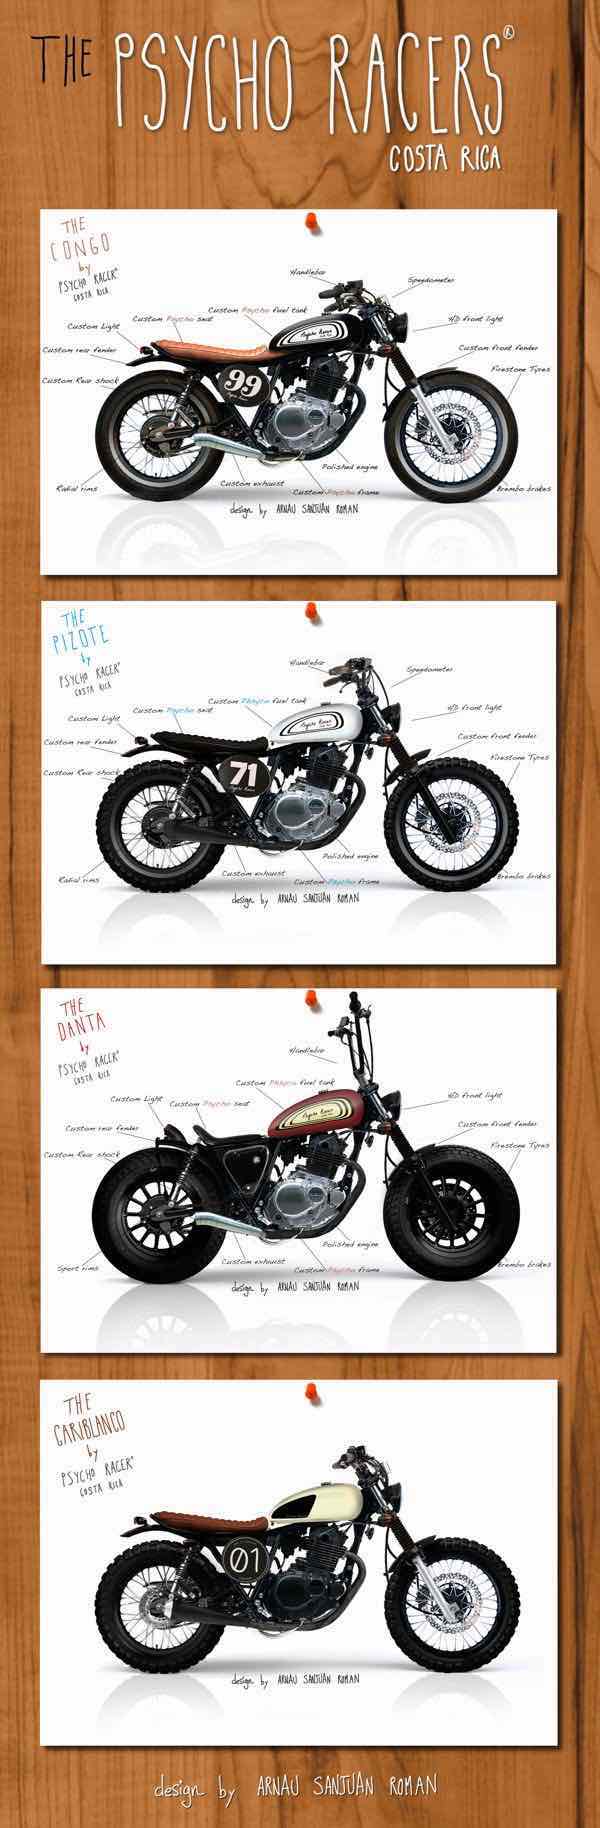 THE PSYCHO RACERS®
COSTA RICA
THE
CONGO
by
PSYCHO RACER®
COSTA RICA
Handlebar
Speedometer
Custom Psycho fuel tank
HD front light
Custom Psycho seat
Custom Light
Custom rear fender
Custom front fender
Custom Rear shock
Firestone Tyres
Psycho Racer
99
Polished engine
Radial rims
Custom exhaust
Custom Psycho frame
Brembo brakes
design by ARNAU SANJUAN ROMAN
THE
PIZOTE
by
PSYCHO RACER®
COSTA RICA
Handlebar
Speedometer
Custom Phsyco fuel tank
HD front light
Custom Psycho seat
Custom Light
Custom rear fender
Custom front fender
Custom Rear shock
Firestone Tyres
Psycho Racer
71
Psycho Racer
Polished engine
Radial rims
Custom exhaust
Custom Phsyco frame
Brembo brakes
design by ARNAU SANJUAN ROMAN
THE
DANTA
by
PSYCHO RACER®
COSTA RICA
Handlebar
Custom Phsyco fuel tank
HD front light
Custom Light
Custom Psycho seat
Custom rear fender
Custom front fender
Custom Rear shock
Firestone Tyres
Psycho Racer
Polished engine
Sport rims
Custom exhaust
Custom Phsyco frame
Brembo brakes
design by ARNAU SANJUAN ROMAN
THE
CARIBLANCO
by
PSYCHO RACER®
COSTA RICA
01
design by ARNAU SANJUAN ROMAN
design by ARNAU SANJUAN ROMAN